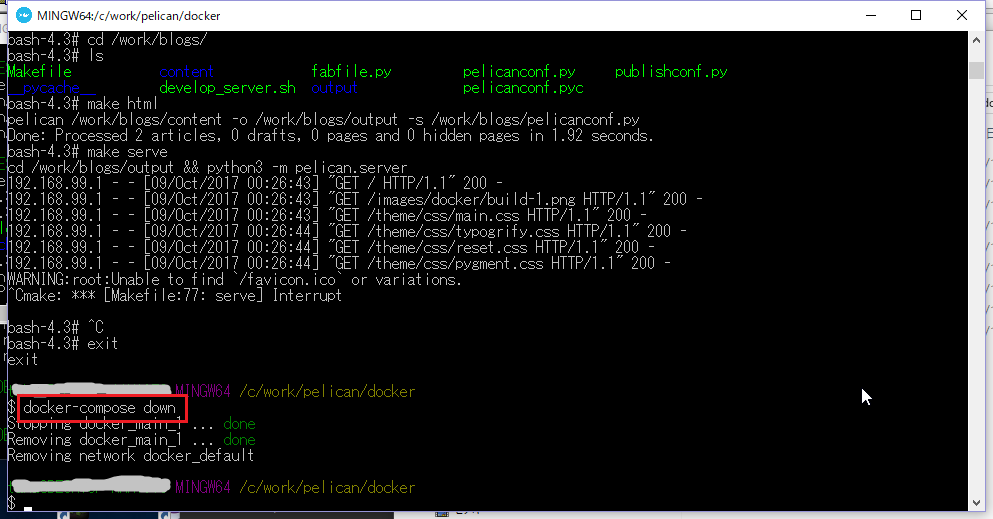 MINGW64:/c/work/pelican/docker
bash-4.3# cd /work/blogs/
bash-4.3# ls
Makefile content fabfile.py pelicanconf.py publishconf.py
__pycache__ develop_server.sh output pelicanconf.pyc
bash-4.3# make html
pelican /work/blogs/content -o /work/blogs/output -s /work/blogs/pelicanconf.py
Done: Processed 2 articles, 0 drafts, 0 pages and 0 hidden pages in 1.92 seconds.
bash-4.3# make serve
cd /work/blogs/output && python3 -m pelican.server
192.168.99.1 - - [09/Oct/2017 00:26:43] "GET / HTTP/1.1" 200 -
192.168.99.1 - - [09/Oct/2017 00:26:43] "GET /images/docker/build-1.png HTTP/1.1" 200 -
192.168.99.1 - - [09/Oct/2017 00:26:43] "GET /theme/css/main.css HTTP/1.1" 200 -
192.168.99.1 - - [09/Oct/2017 00:26:44] "GET /theme/css/typogrify.css HTTP/1.1" 200 -
192.168.99.1 - - [09/Oct/2017 00:26:44] "GET /theme/css/reset.css HTTP/1.1" 200 -
192.168.99.1 - - [09/Oct/2017 00:26:44] "GET /theme/css/pygment.css HTTP/1.1" 200 -
WARNING:root:Unable to find `/favicon.ico` or variations.
^Cmake: *** [Makefile:77: serve] Interrupt
bash-4.3# ^C
bash-4.3# exit
exit
MINGW64 /c/work/pelican/docker
$ docker-compose down
Stopping docker_main_1 ... done
Removing docker_main_1 ... done
Removing network docker_default
MINGW64 /c/work/pelican/docker
$